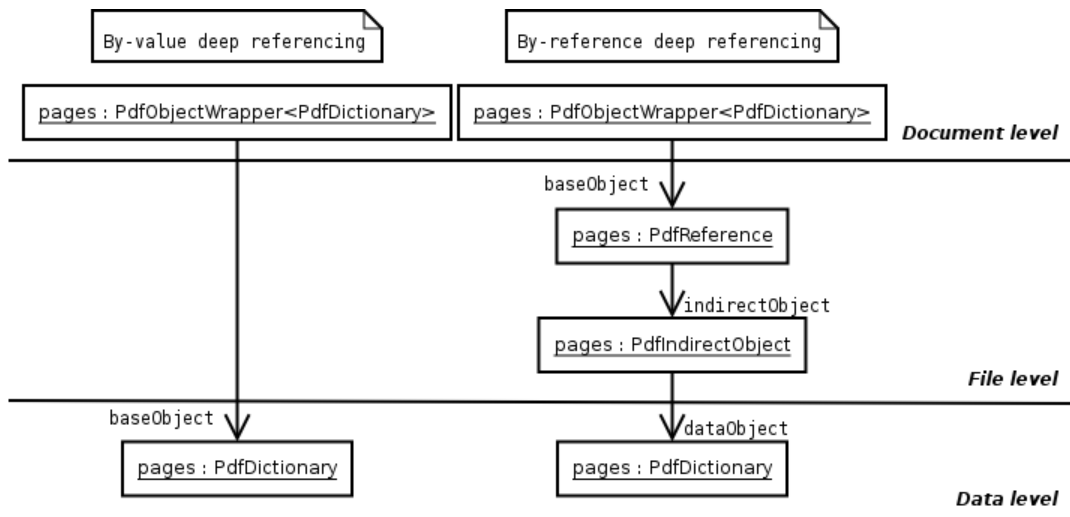 By-value deep referencing
By-reference deep referencing
pages : PdfObjectWrapper<PdfDictionary>
pages : PdfObjectWrapper<PdfDictionary>
Document level
baseObject
pages : PdfReference
indirectObject
pages : PdfIndirectObject
File level
baseObject
dataObject
pages : PdfDictionary
pages : PdfDictionary
Data level